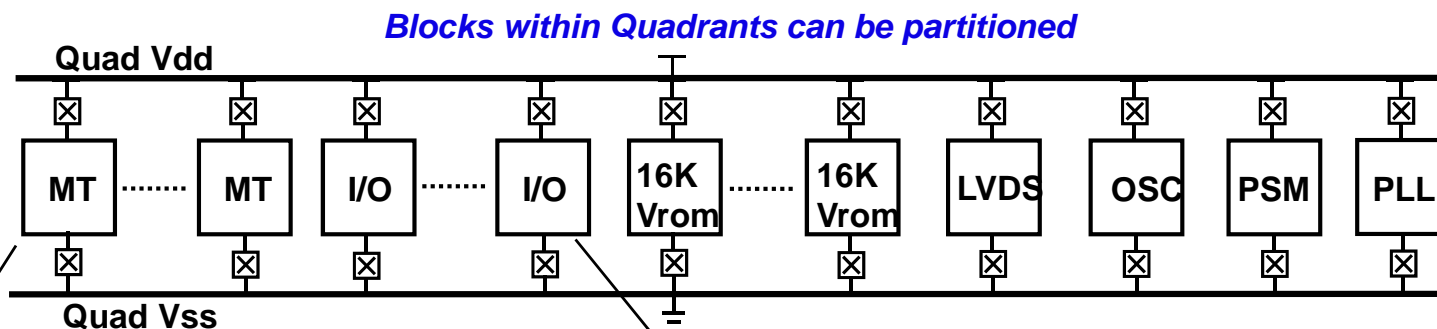 Blocks within Quadrants can be partitioned
Quad Vdd
MT ........ MT I/O ........ I/O 16K Vrom ........ 16K Vrom LVDS OSC PSM PLL
Quad Vss